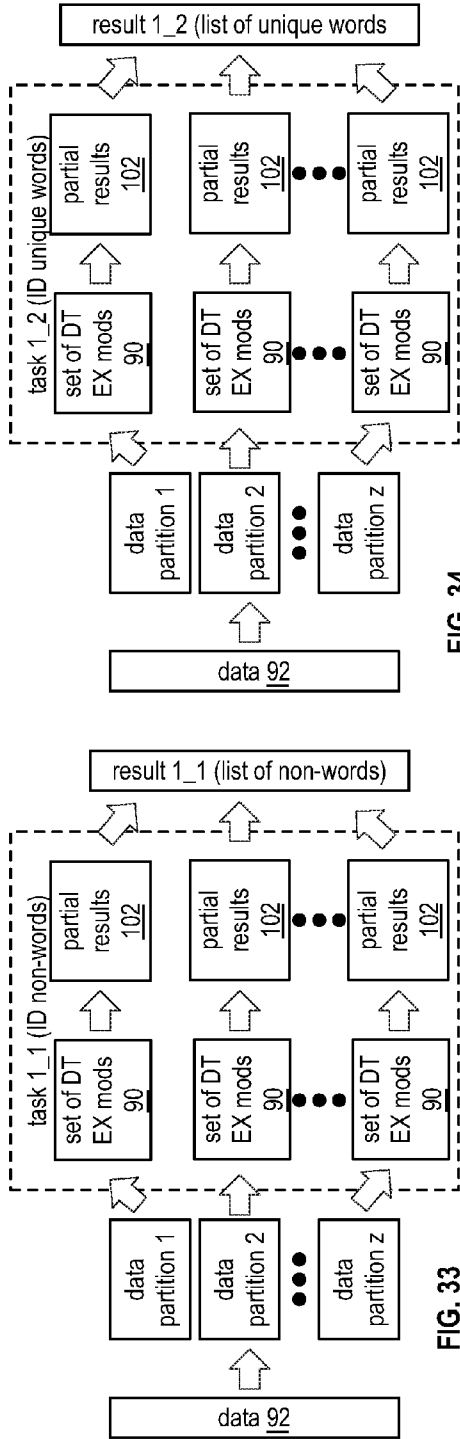 data 92
data
partition 1
data
partition 2
data
partition z
task 1_1 (ID non-words)
set of DT
EX mods
90
partial
results
102
set of DT
EX mods
90
partial
results
102
set of DT
EX mods
90
partial
results
102
result 1_1 (list of non-words)
FIG. 33
data 92
data
partition 1
data
partition 2
data
partition z
task 1_2 (ID unique words)
set of DT
EX mods
90
partial
results
102
set of DT
EX mods
90
partial
results
102
set of DT
EX mods
90
partial
results
102
result 1_2 (list of unique words
FIG. 34